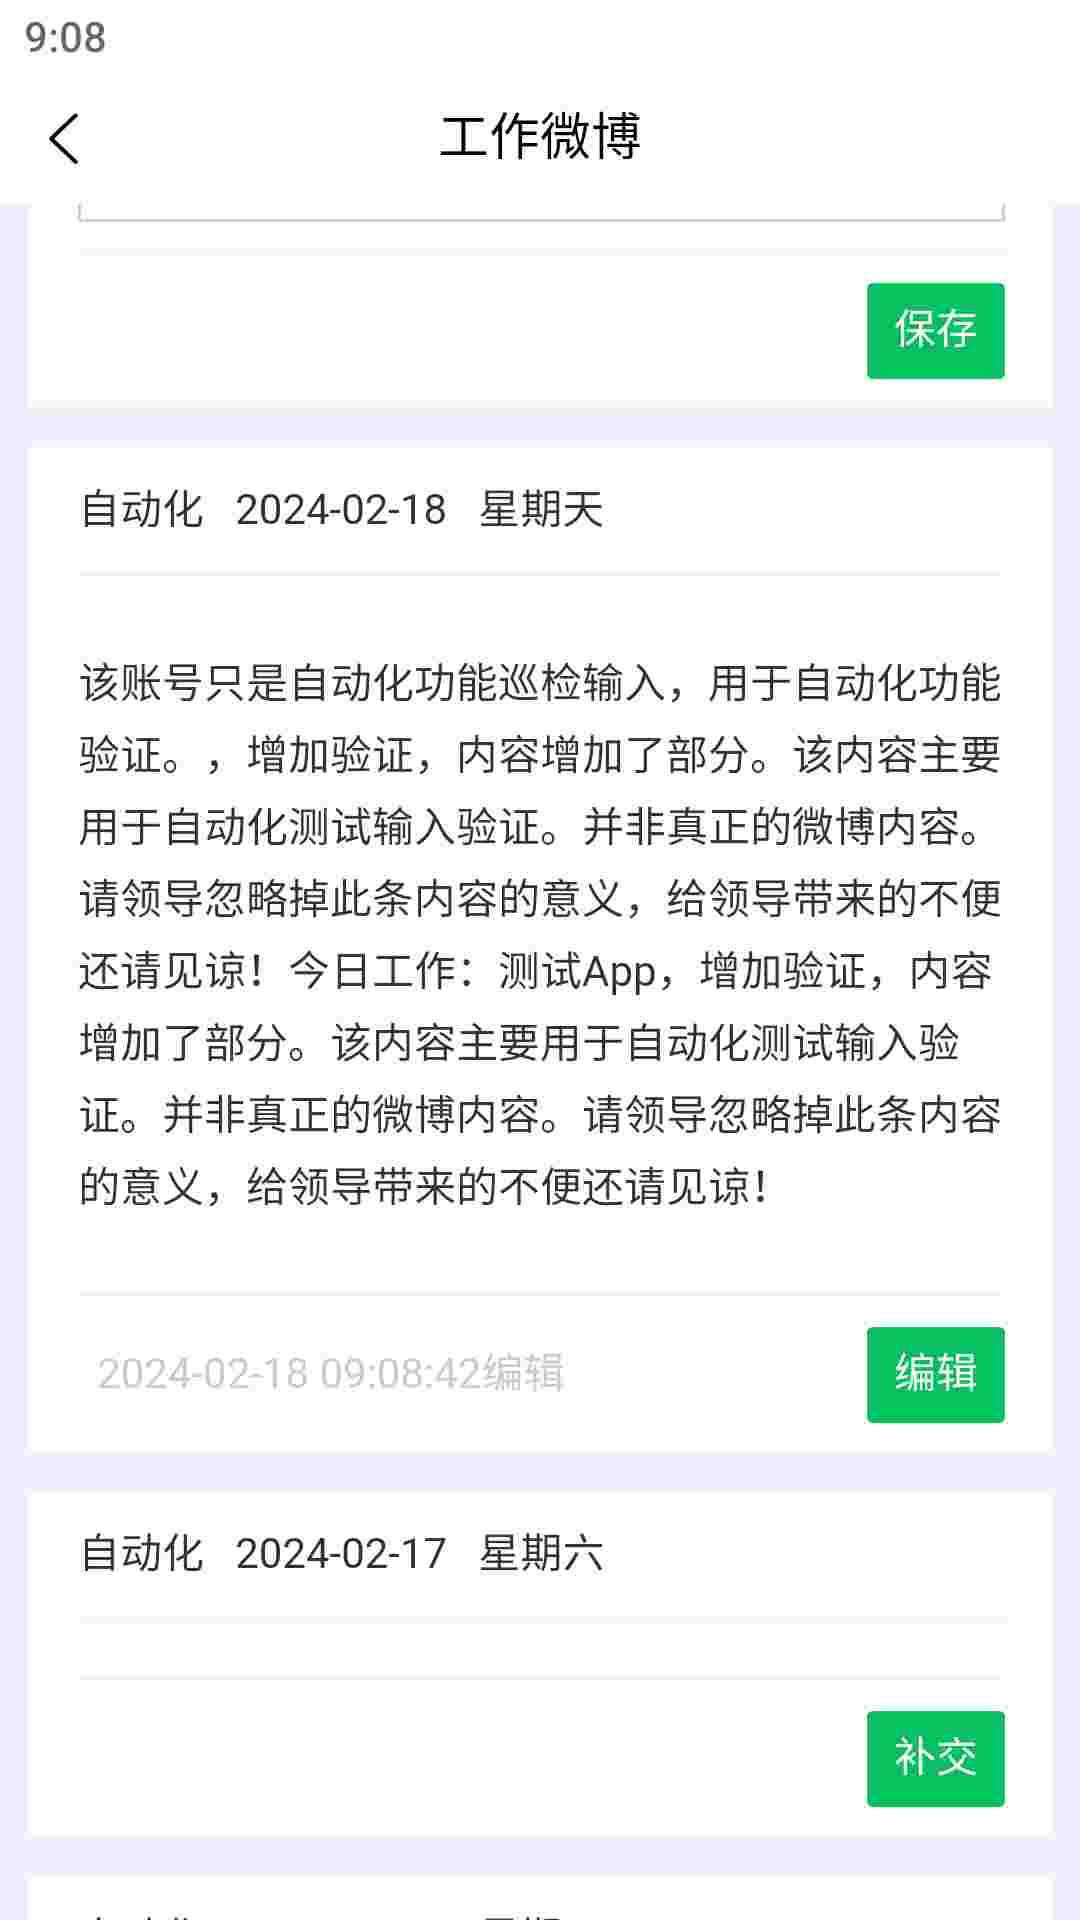 9:08
工作微博
保存
自动化 2024-02-18 星期天
该账号只是自动化功能巡检输入，用于自动化功能
验证。，增加验证，内容增加了部分。该内容主要
用于自动化测试输入验证。并非真正的微博内容。
请领导忽略掉此条内容的意义，给领导带来的不便
还请见谅！今日工作：测试App，增加验证，内容
增加了部分。该内容主要用于自动化测试输入验
证。并非真正的微博内容。请领导忽略掉此条内容
的意义，给领导带来的不便还请见谅！
2024-02-18 09:08:42编辑
编辑
自动化 2024-02-17 星期六
补交